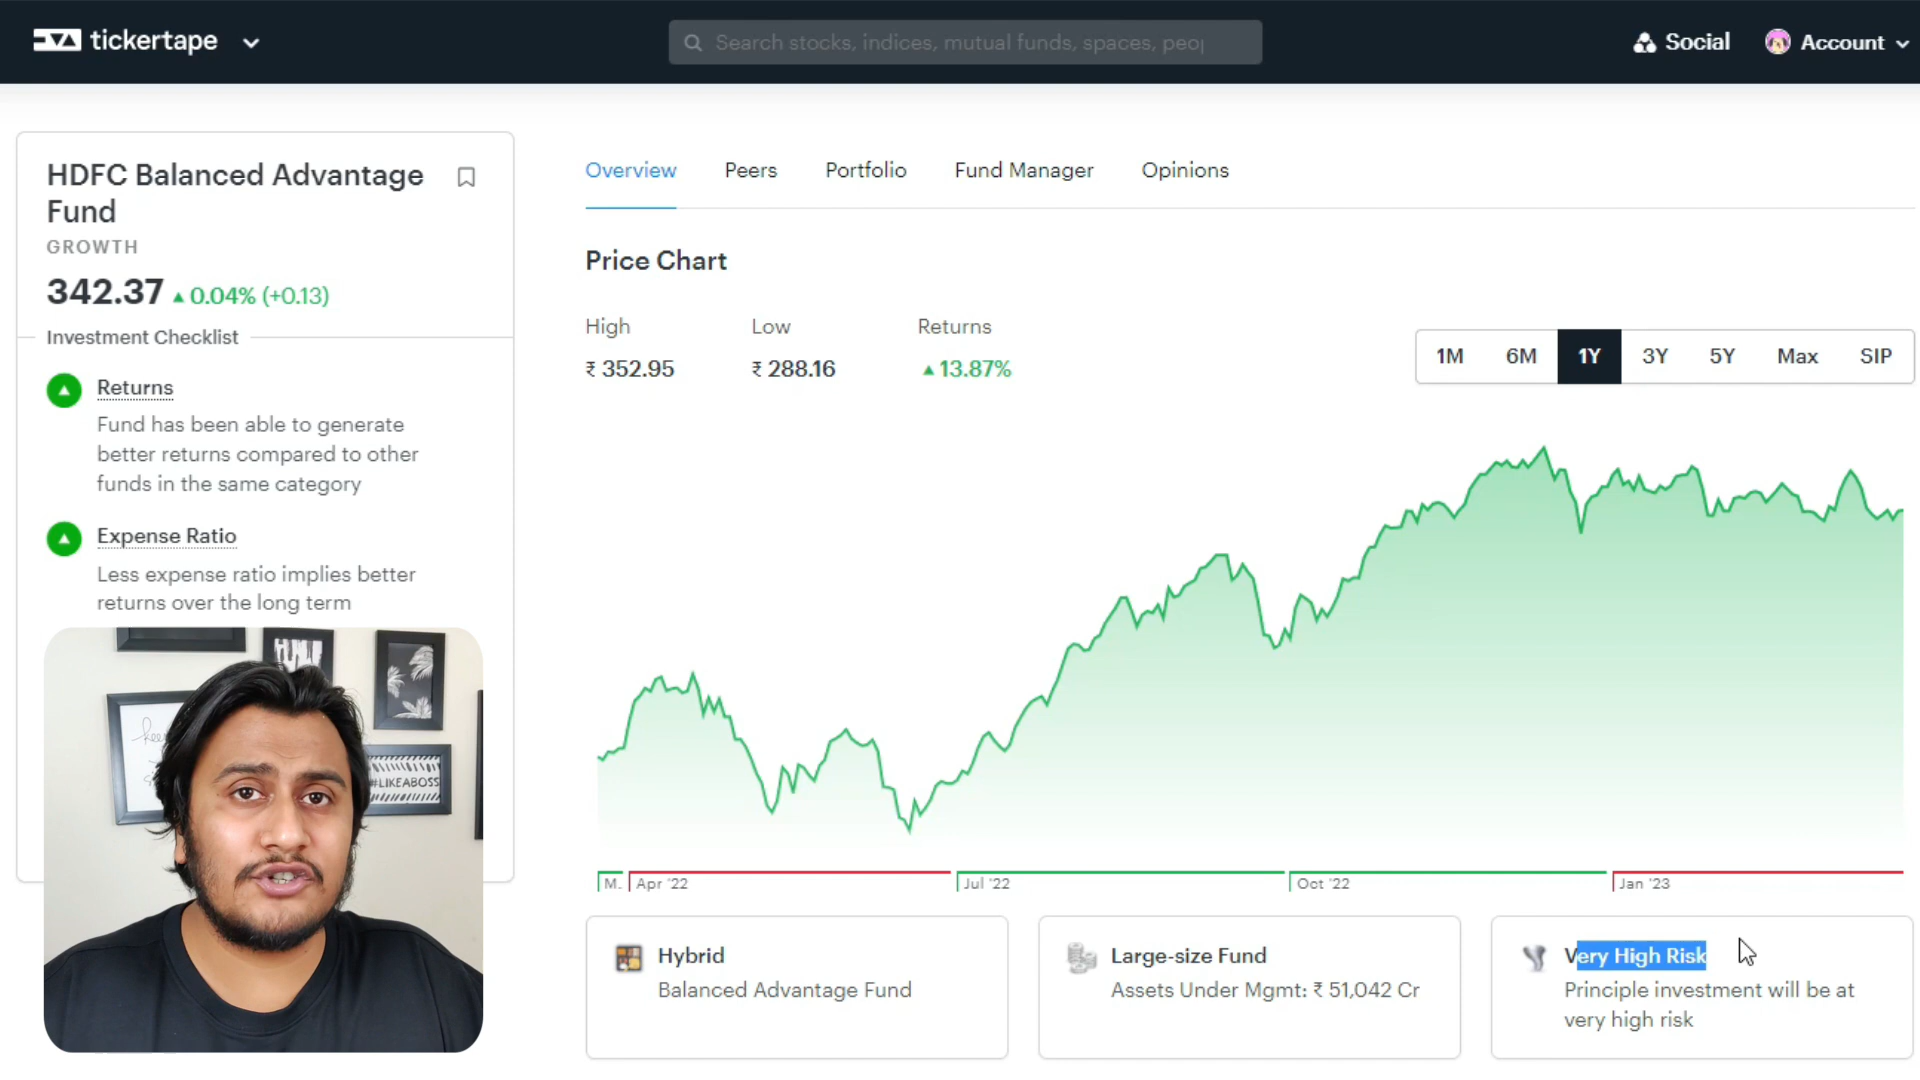 tickertape
Search stocks, indices, mutual funds, spaces, peo
Social
Account
HDFC Balanced Advantage
Fund
GROWTH
342.37 ▲ 0.04% (+0.13)
Investment Checklist
Returns
Fund has been able to generate
better returns compared to other
funds in the same category
Expense Ratio
Less expense ratio implies better
returns over the long term
#LIKEABOSS
Overview Peers Portfolio Fund Manager Opinions
Price Chart
High Low Returns
₹ 352.95 ₹ 288.16 ▲ 13.87%
1M 6M 1Y 3Y 5Y Max SIP
M. Apr '22 Jul '22 Oct '22 Jan '23
Hybrid
Balanced Advantage Fund
Large-size Fund
Assets Under Mgmt: ₹ 51,042 Cr
Very High Risk
Principle investment will be at
very high risk